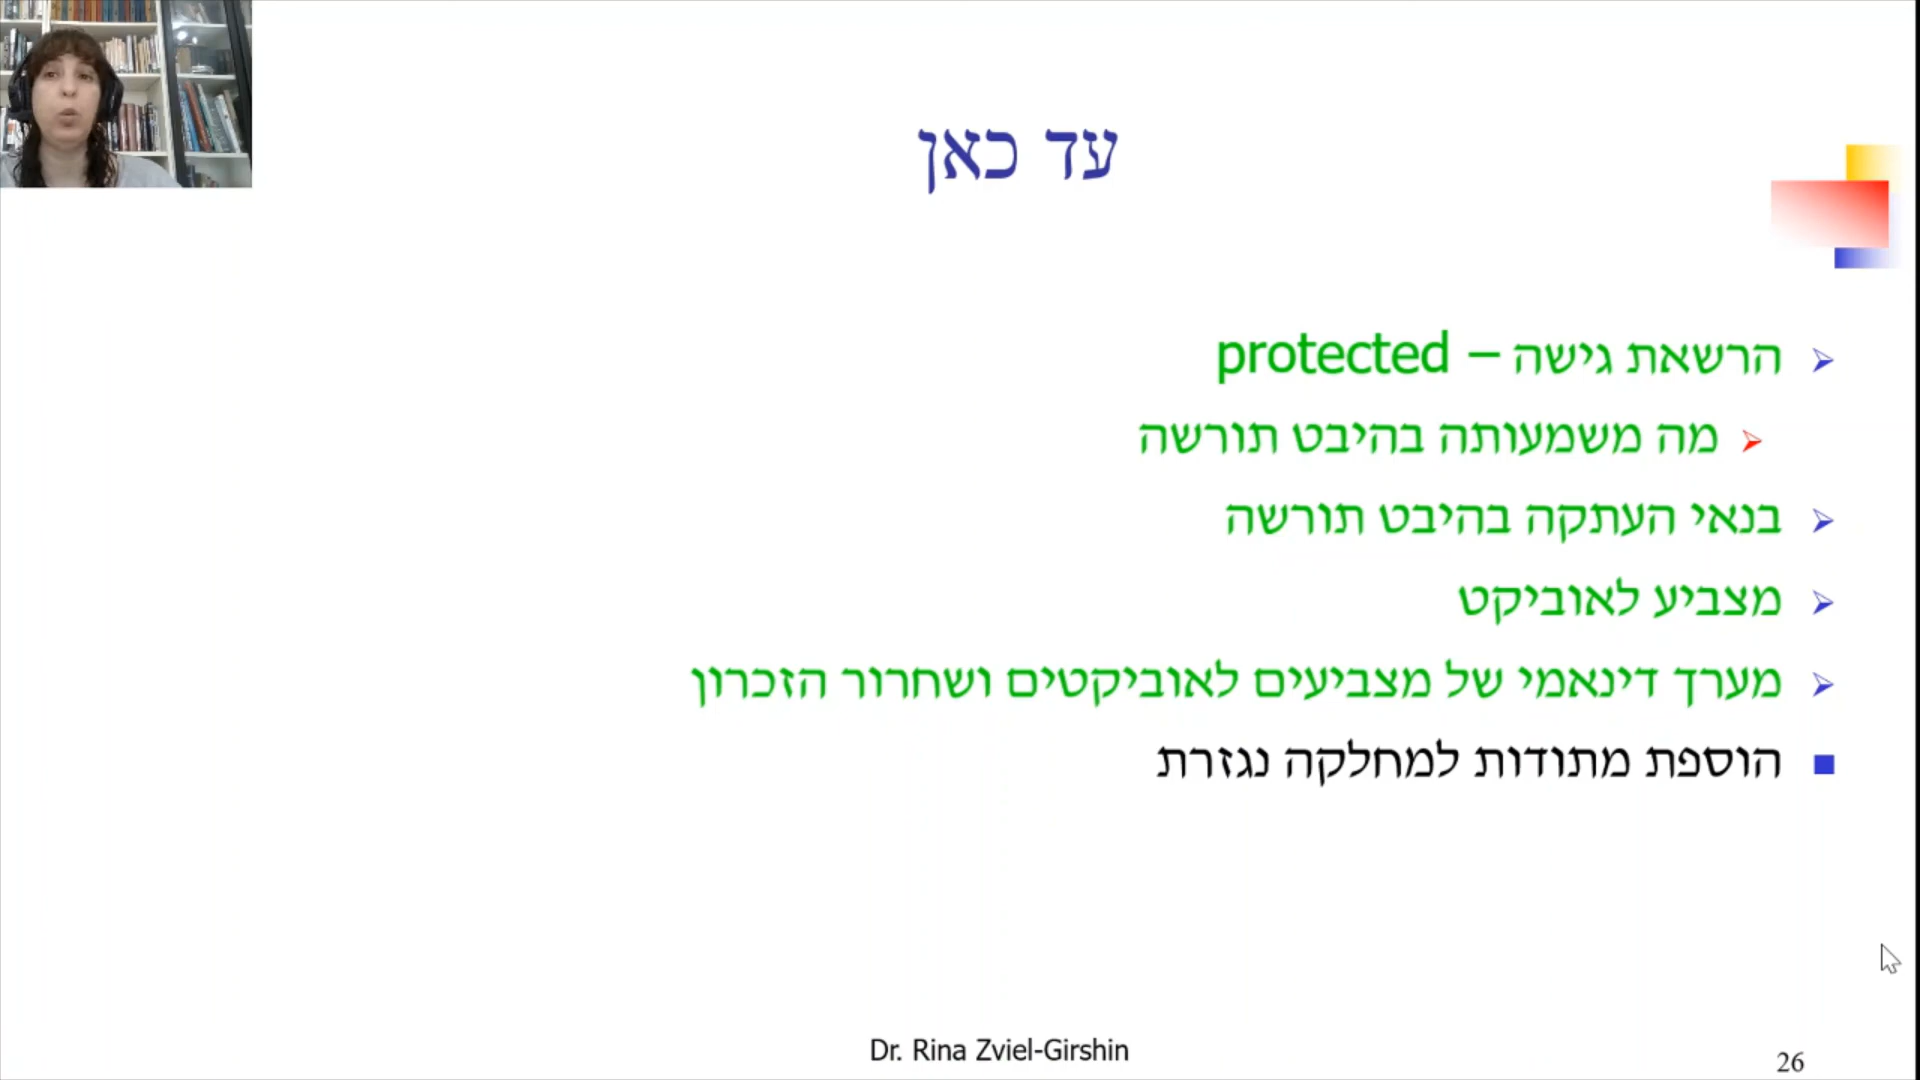 עד כאן
הרשאת גישה – protected
מה משמעותה בהיבט תורשה
בנאי העתקה בהיבט תורשה
מצביע לאוביקט
מערך דינאמי של מצביעים לאוביקטים ושחרור הזכרון
הוספת מתודות למחלקה נגזרת
Dr. Rina Zviel-Girshin
26